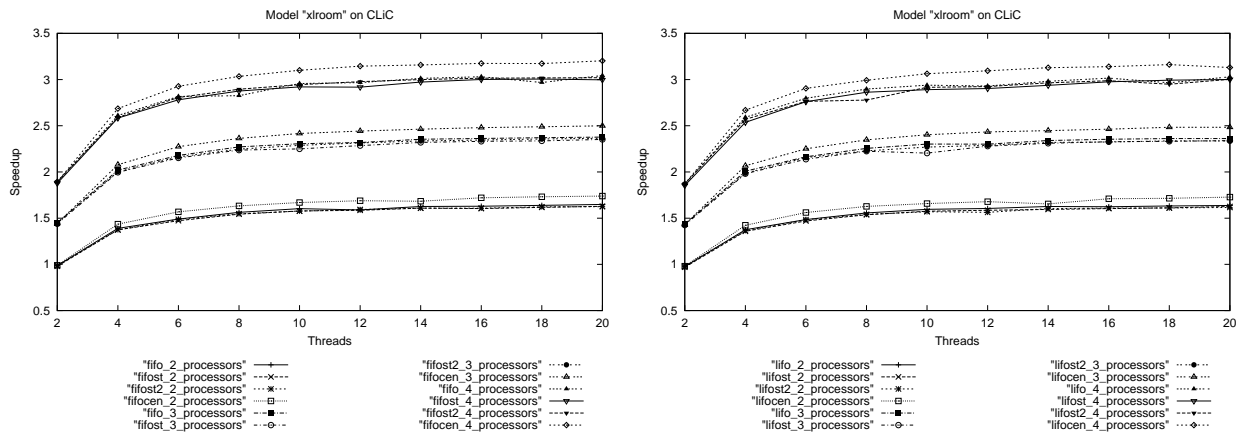 Model "xlroom" on CLiC
3.5
3
2.5
2
1.5
1
0.5
Speedup
2 4 6 8 10 12 14 16 18 20
Threads
"fifo_2_processors"
"fifost_2_processors"
"fifost2_2_processors"
"fifocen_2_processors"
"fifo_3_processors"
"fifost_3_processors"
"fifost2_3_processors"
"fifocen_3_processors"
"fifo_4_processors"
"fifost_4_processors"
"fifost2_4_processors"
"fifocen_4_processors"
Model "xlroom" on CLiC
3.5
3
2.5
2
1.5
1
0.5
Speedup
2 4 6 8 10 12 14 16 18 20
Threads
"lifo_2_processors"
"lifost_2_processors"
"lifost2_2_processors"
"lifocen_2_processors"
"lifo_3_processors"
"lifost_3_processors"
"lifost2_3_processors"
"lifocen_3_processors"
"lifo_4_processors"
"lifost_4_processors"
"lifost2_4_processors"
"lifocen_4_processors"